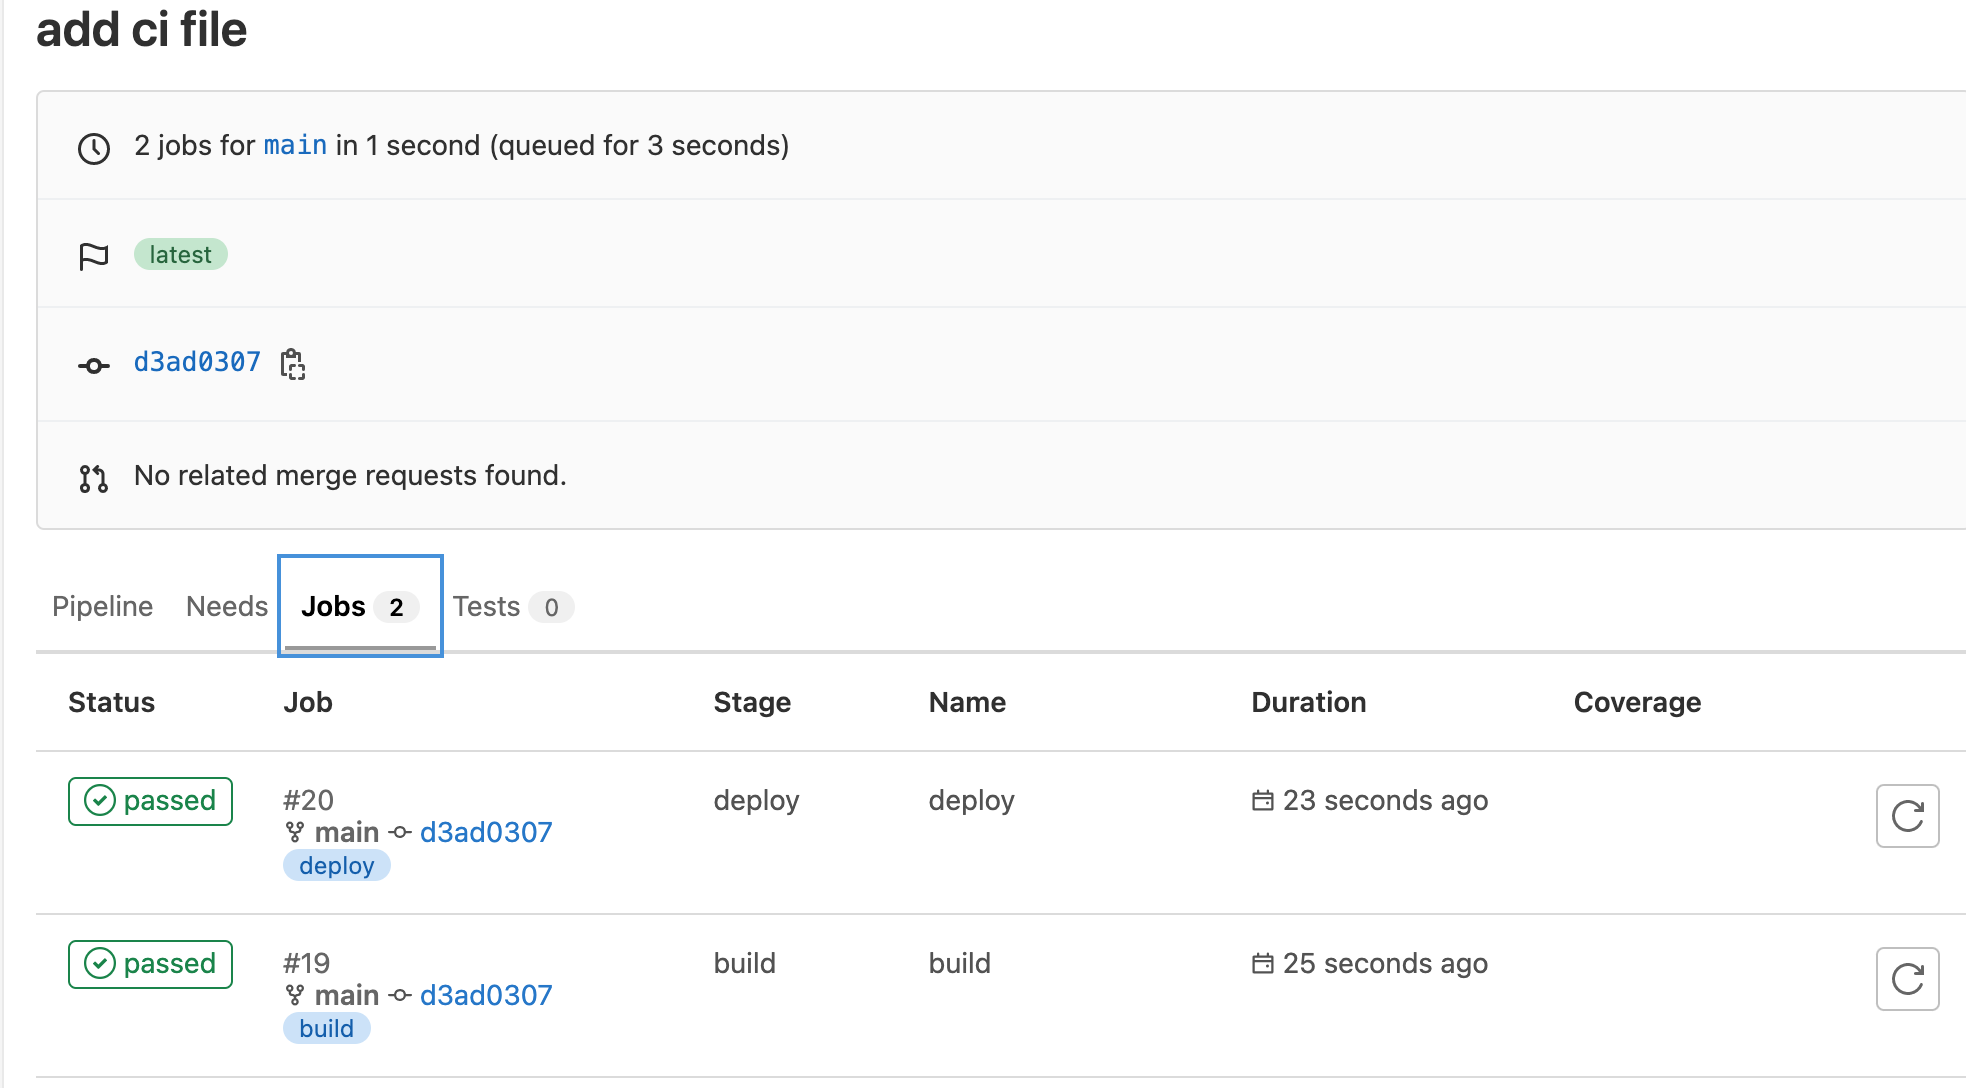 add ci file
2 jobs for main in 1 second (queued for 3 seconds)
latest
d3ad0307
No related merge requests found.
Pipeline Needs Jobs 2 Tests 0
Status Job Stage Name Duration Coverage
passed #20 deploy deploy 23 seconds ago
main d3ad0307
deploy
passed #19 build build 25 seconds ago
main d3ad0307
build